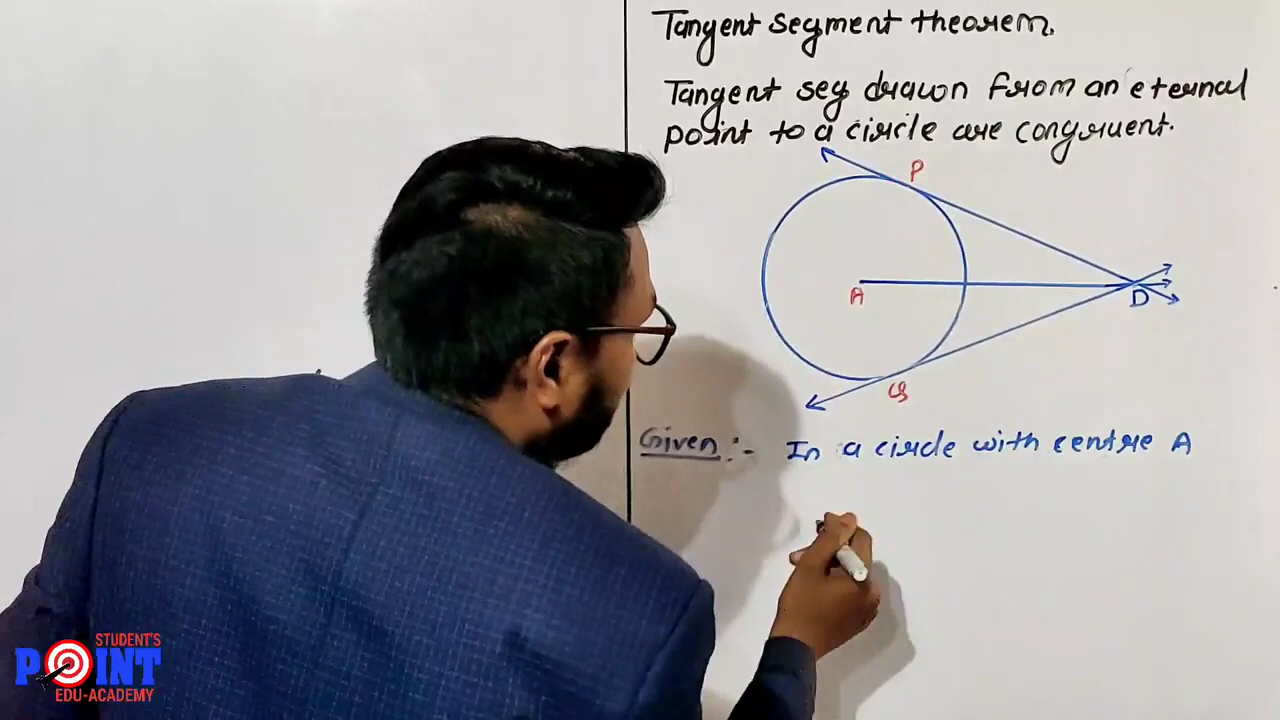 Tangent segment theorem.
Tangent seg drawn from an eternal
point to a circle are congruent.
P
A
D
Q
Given :- In a circle with centre A
STUDENT'S
POINT
EDU-ACADEMY